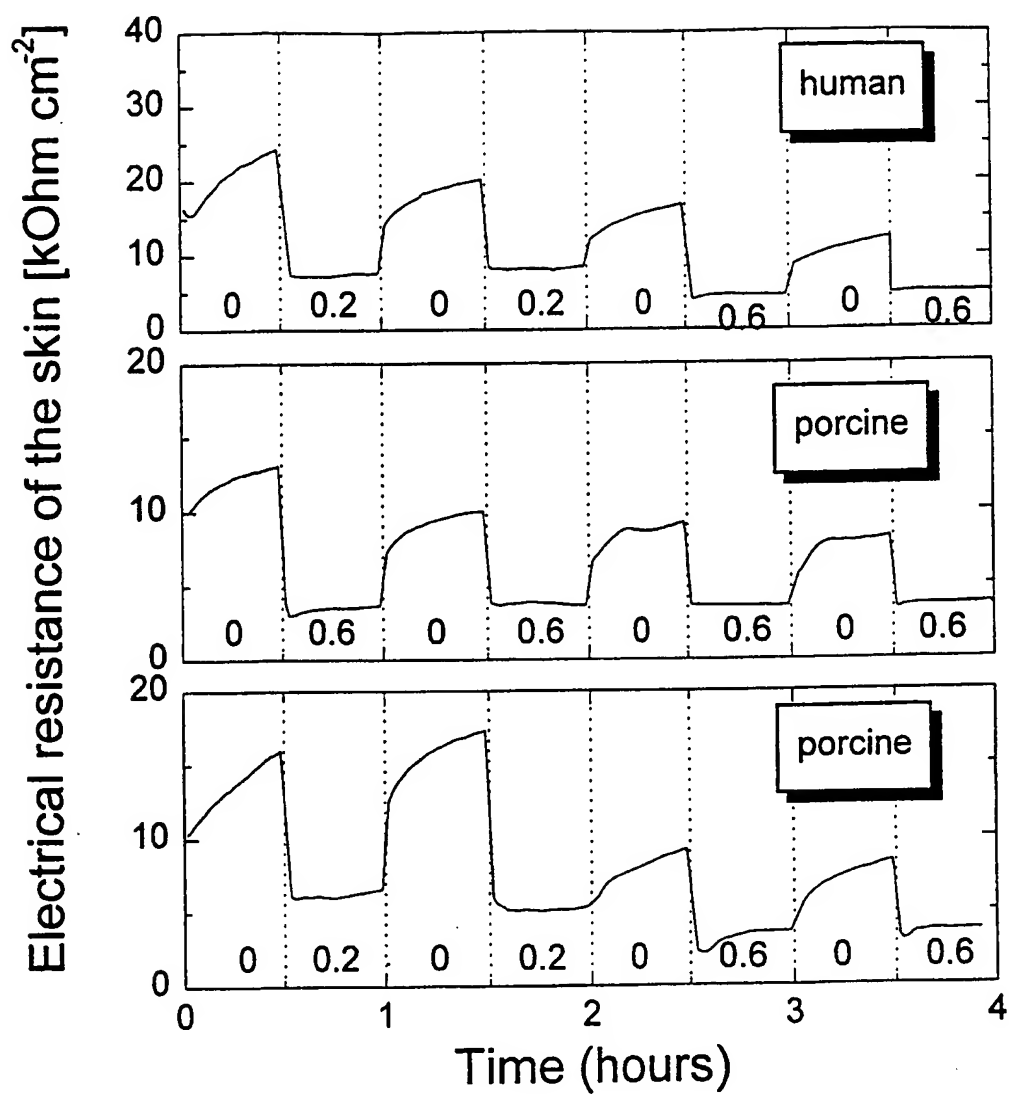 Electrical resistance of the skin [kOhm cm⁻²]
40
30
20
10
0
human
0 0.2 0 0.2 0 0.6 0 0.6
20
10
0
porcine
0 0.6 0 0.6 0 0.6 0 0.6
20
10
0
porcine
0 0.2 0 0.2 0 0.6 0 0.6
0 1 2 3 4
Time (hours)